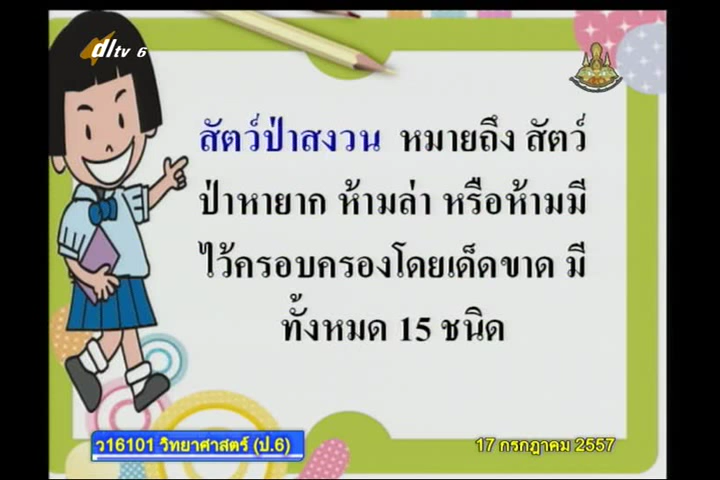 dltv 6
สัตว์ป่าสงวน หมายถึง สัตว์
ป่าหายาก ห้ามล่า หรือห้ามมี
ไว้ครอบครองโดยเด็ดขาด มี
ทั้งหมด 15 ชนิด
ว16101 วิทยาศาสตร์ (ป.6)
17 กรกฎาคม 2557